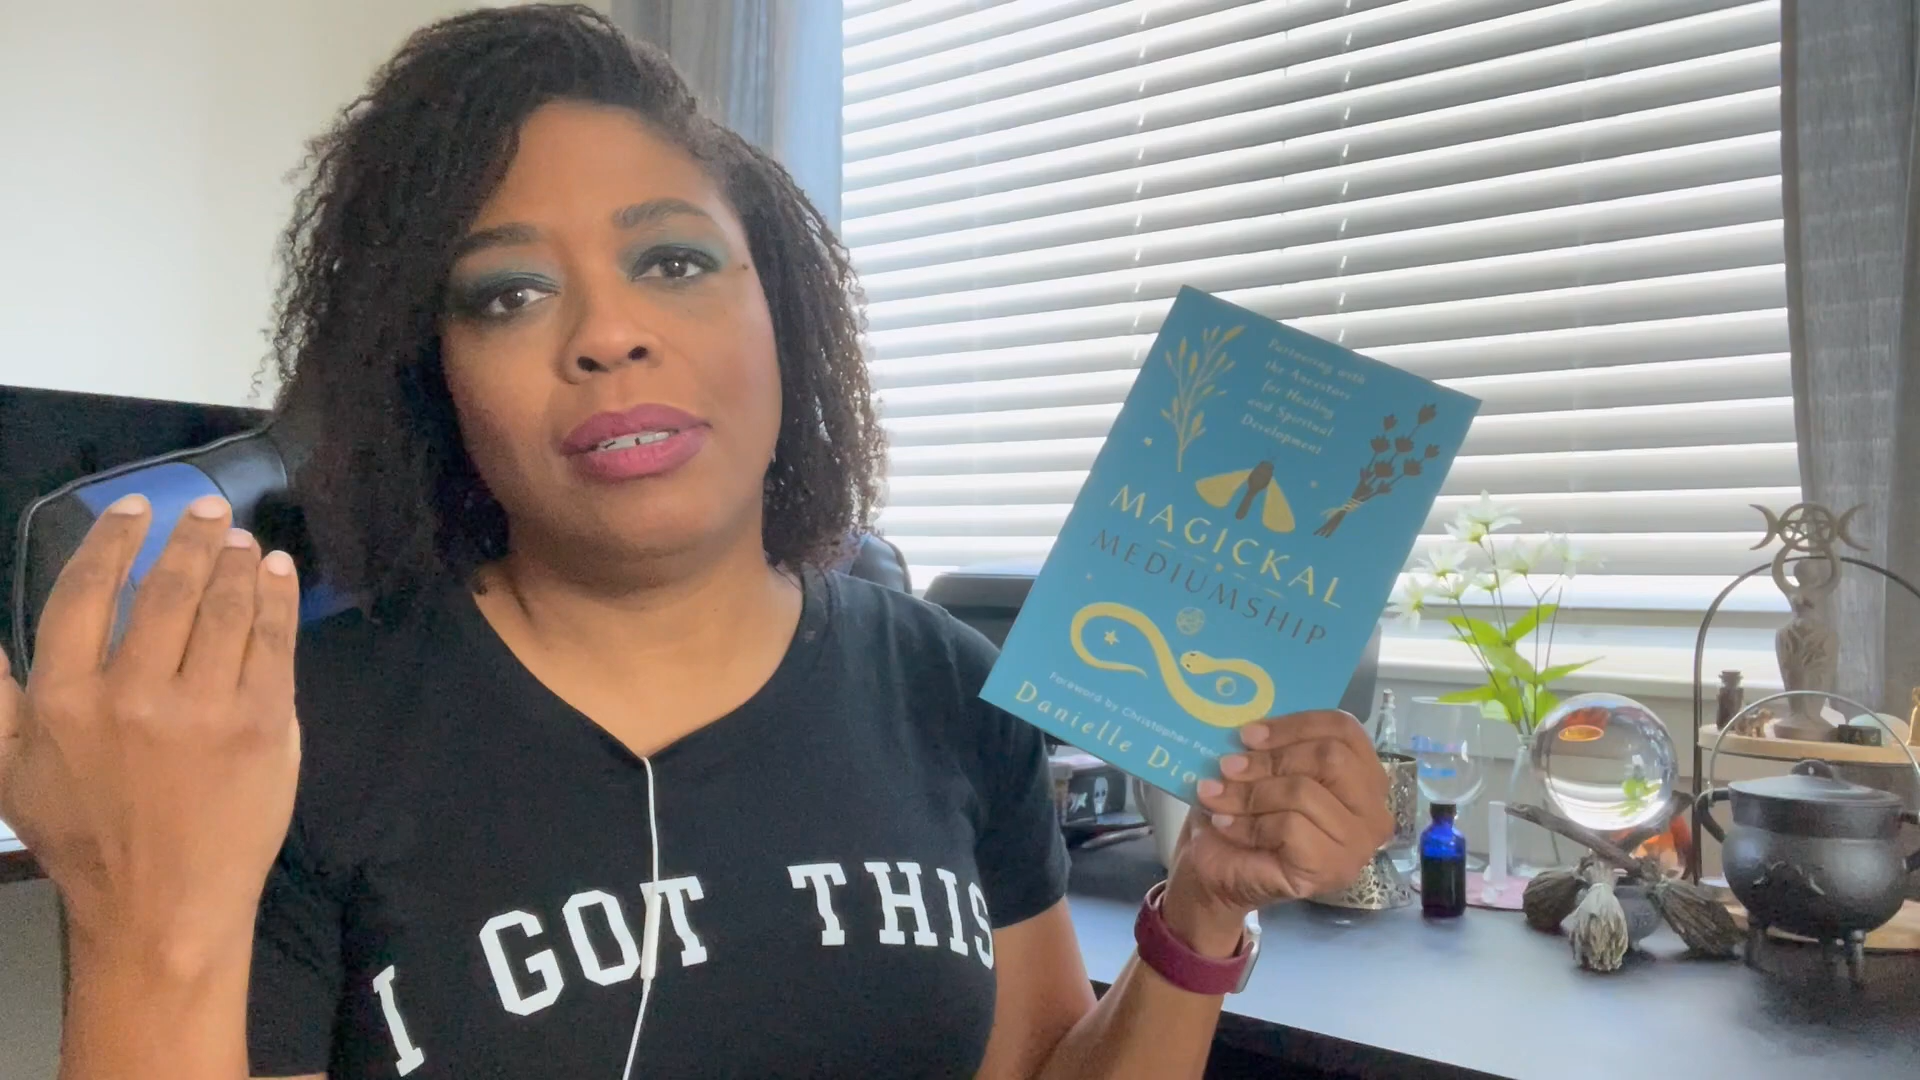 Partnering with
the Ancestors
for Healing
and Spiritual
Development
MAGICKAL
MEDIUMSHIP
Foreword by Christopher
Danielle
I GOT THIS